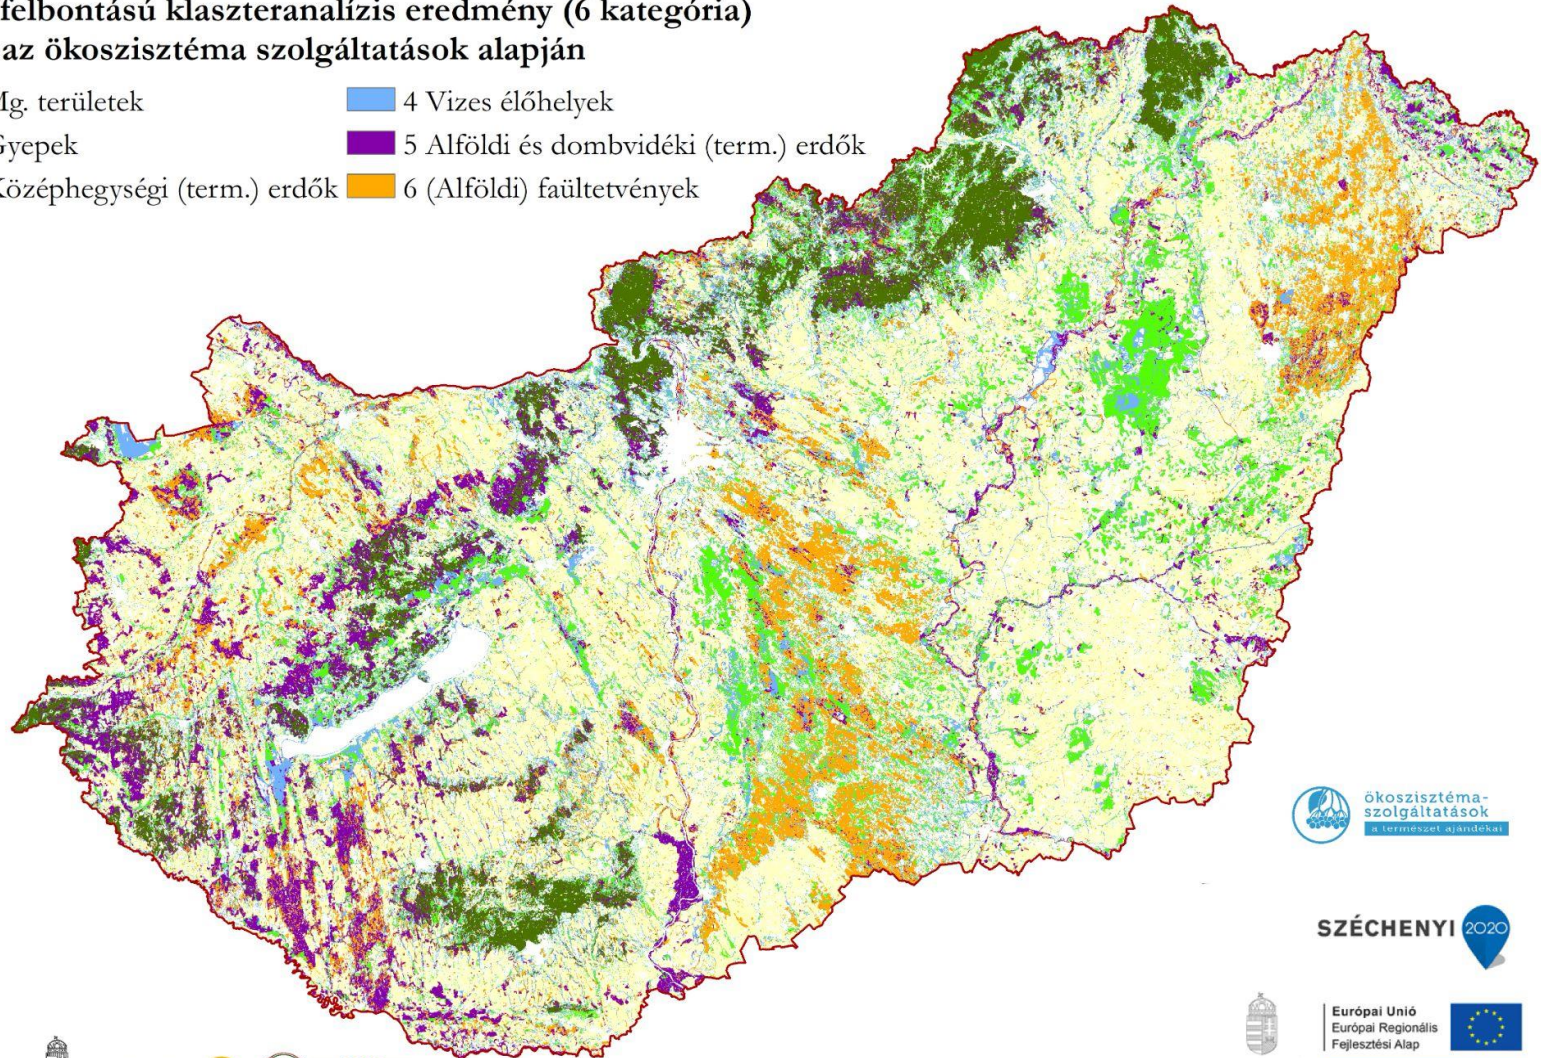 felbontású klaszteranalízis eredmény (6 kategória)
az ökoszisztéma szolgáltatások alapján
Mg. területek
Gyepek
Középhegységi (term.) erdők
4 Vizes élőhelyek
5 Alföldi és dombvidéki (term.) erdők
6 (Alföldi) faültetvények
ökoszisztéma-
szolgáltatások
a természet ajándékai
SZÉCHENYI 2020
Európai Unió
Európai Regionális
Fejlesztési Alap